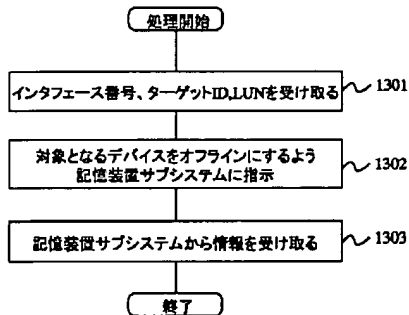 処理開始
インタフェース番号、ターゲットID,LUNを受け取る
1301
対象となるデバイスをオフラインにするよう
記憶装置サブシステムに指示
1302
記憶装置サブシステムから情報を受け取る
1303
終了